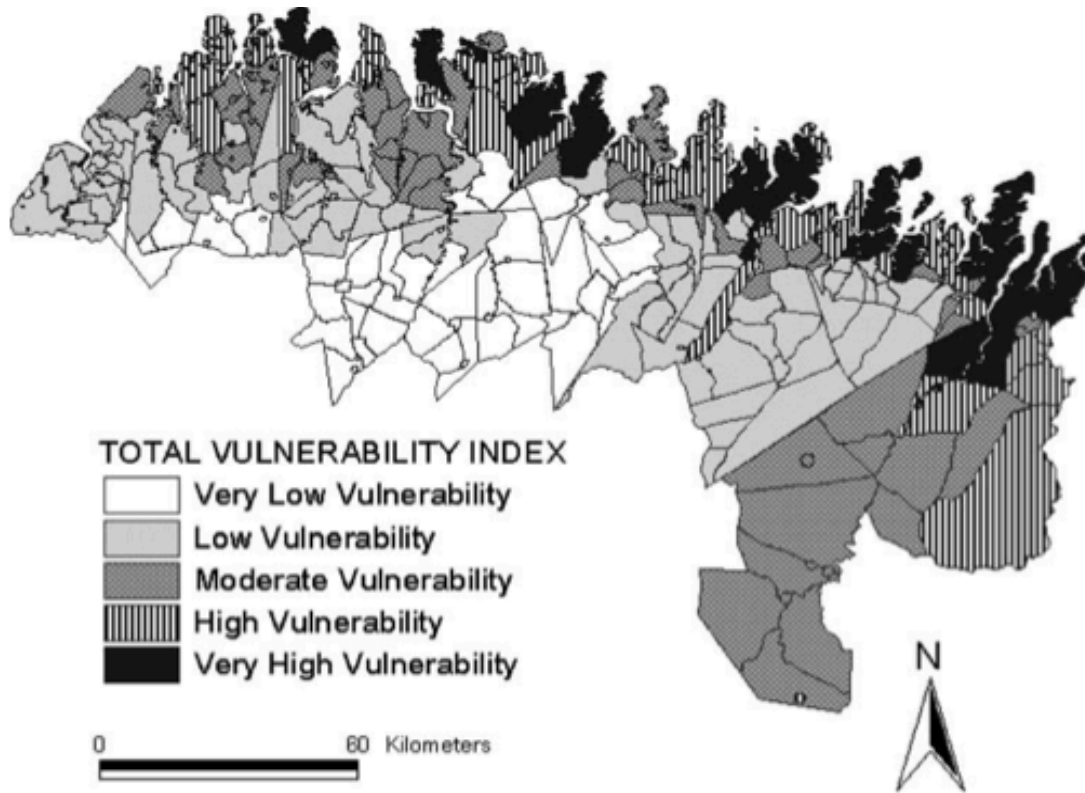 TOTAL VULNERABILITY INDEX
Very Low Vulnerability
Low Vulnerability
Moderate Vulnerability
High Vulnerability
Very High Vulnerability
N
0 60 Kilometers